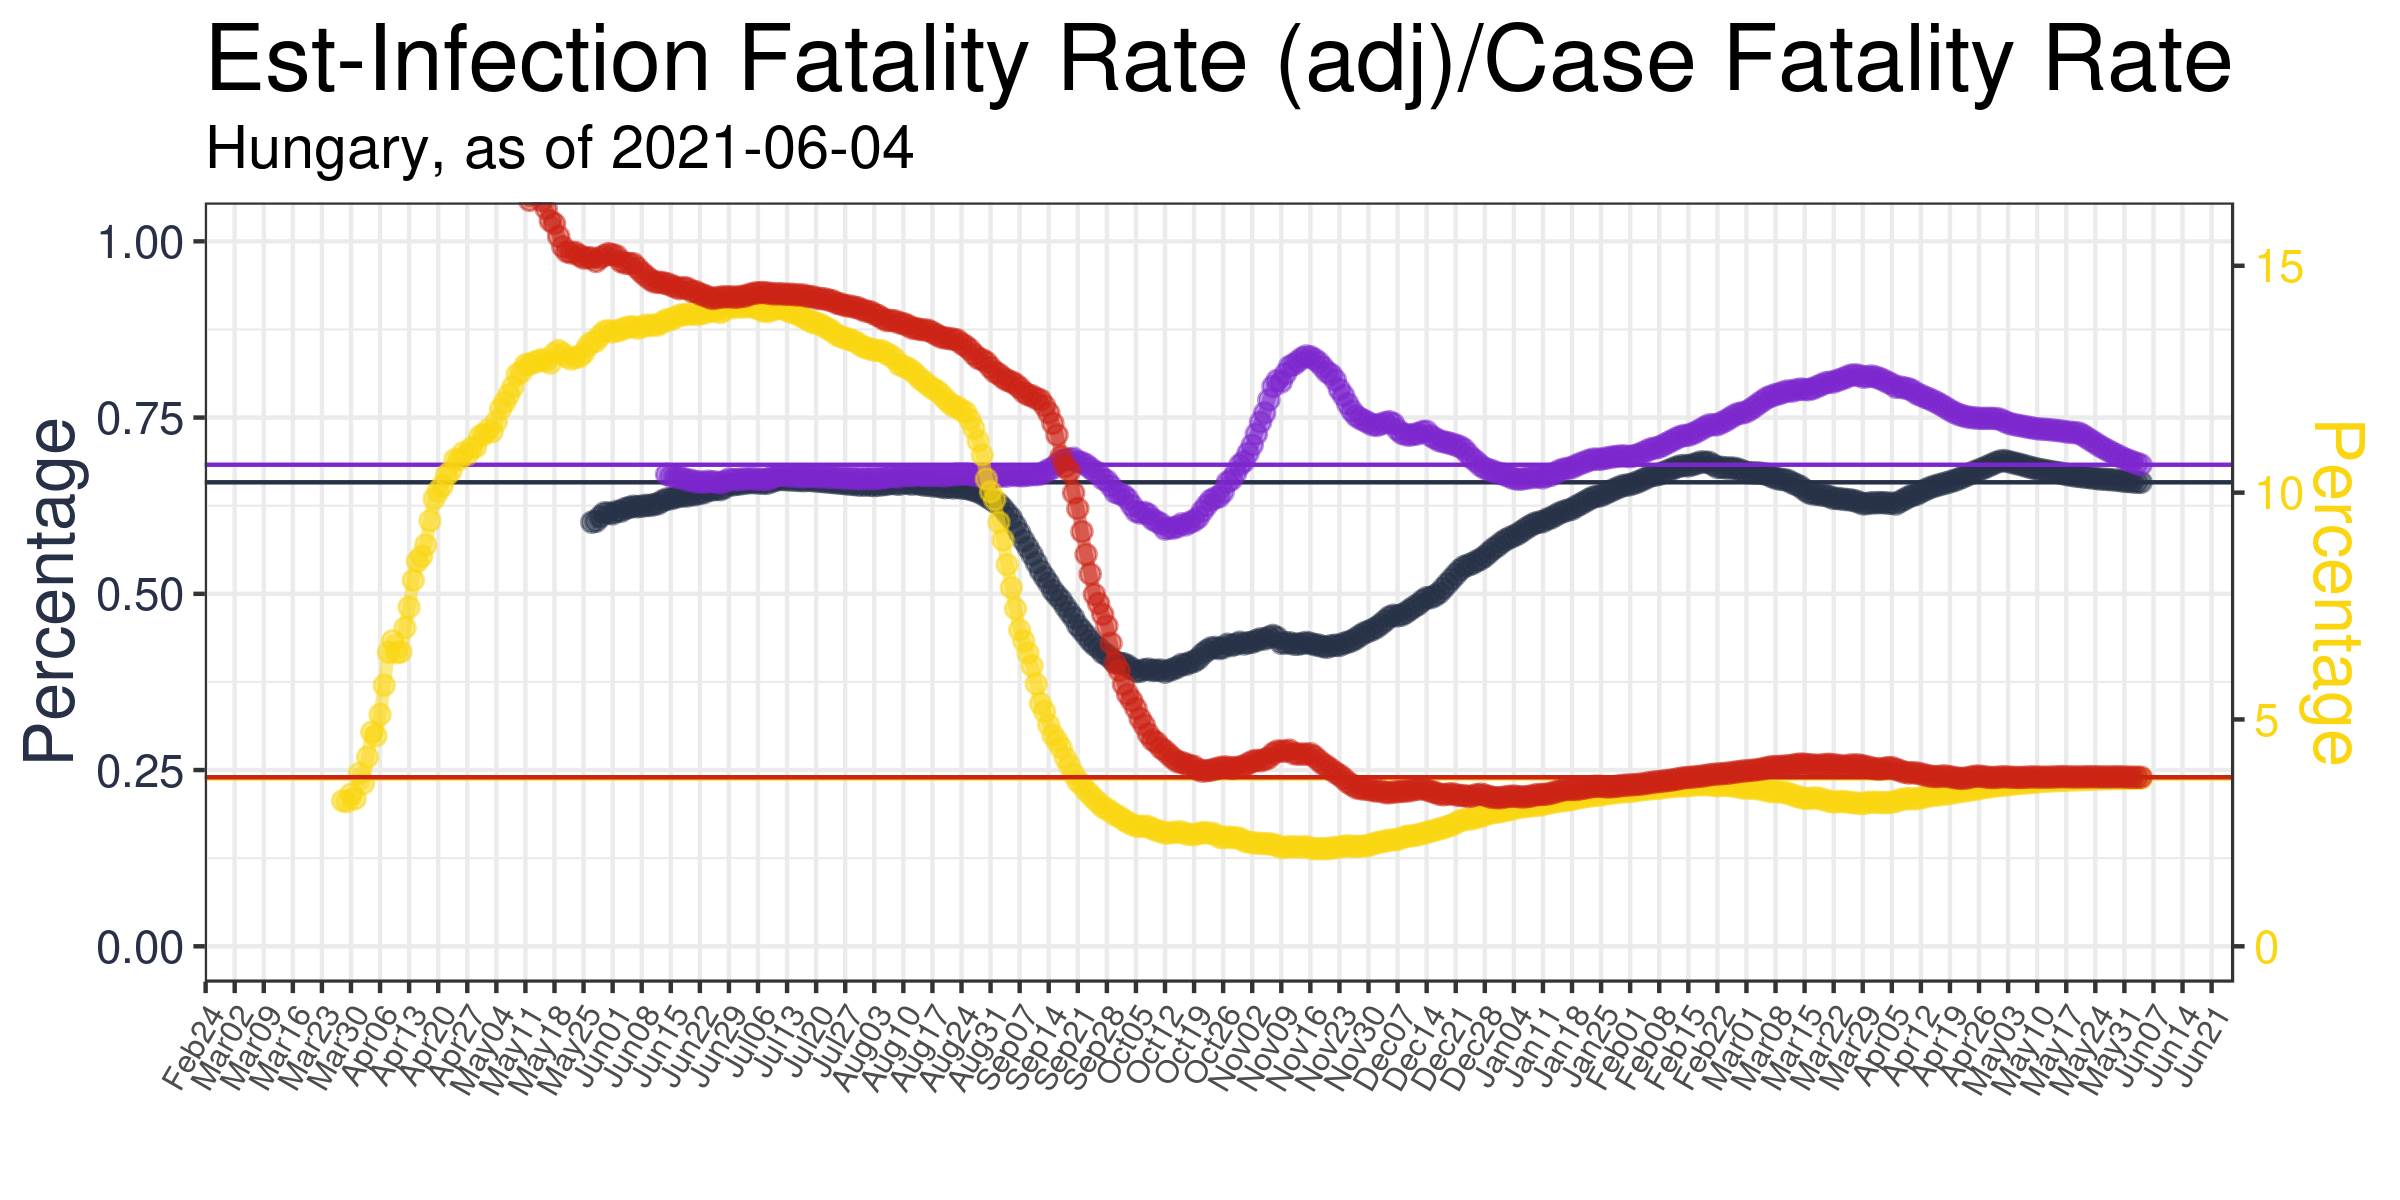 Est-Infection Fatality Rate (adj)/Case Fatality Rate
Hungary, as of 2021-06-04
Percentage
1.00
0.75
0.50
0.25
0.00
15
10
5
0
Percentage
Feb24
Mar02
Mar09
Mar16
Mar23
Mar30
Apr06
Apr13
Apr20
Apr27
May04
May11
May18
May25
Jun01
Jun08
Jun15
Jun22
Jun29
Jul06
Jul13
Jul20
Jul27
Aug03
Aug10
Aug17
Aug24
Aug31
Sep07
Sep14
Sep21
Sep28
Oct05
Oct12
Oct19
Oct26
Nov02
Nov09
Nov16
Nov23
Nov30
Dec07
Dec14
Dec21
Dec28
Jan04
Jan11
Jan18
Jan25
Feb01
Feb08
Feb15
Feb22
Mar01
Mar08
Mar15
Mar22
Mar29
Apr05
Apr12
Apr19
Apr26
May03
May10
May17
May24
May31
Jun07
Jun14
Jun21